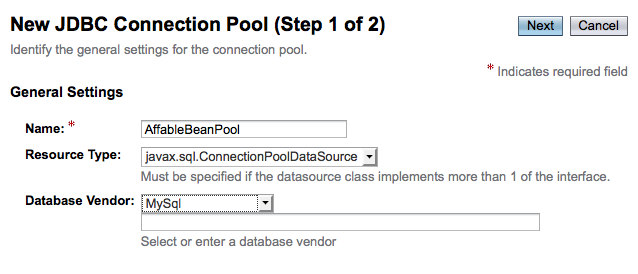 New JDBC Connection Pool (Step 1 of 2)
Next
Cancel
Identify the general settings for the connection pool.
* Indicates required field
General Settings
Name: *
AffableBeanPool
Resource Type:
javax.sql.ConnectionPoolDataSource
Must be specified if the datasource class implements more than 1 of the interface.
Database Vendor:
MySql
Select or enter a database vendor